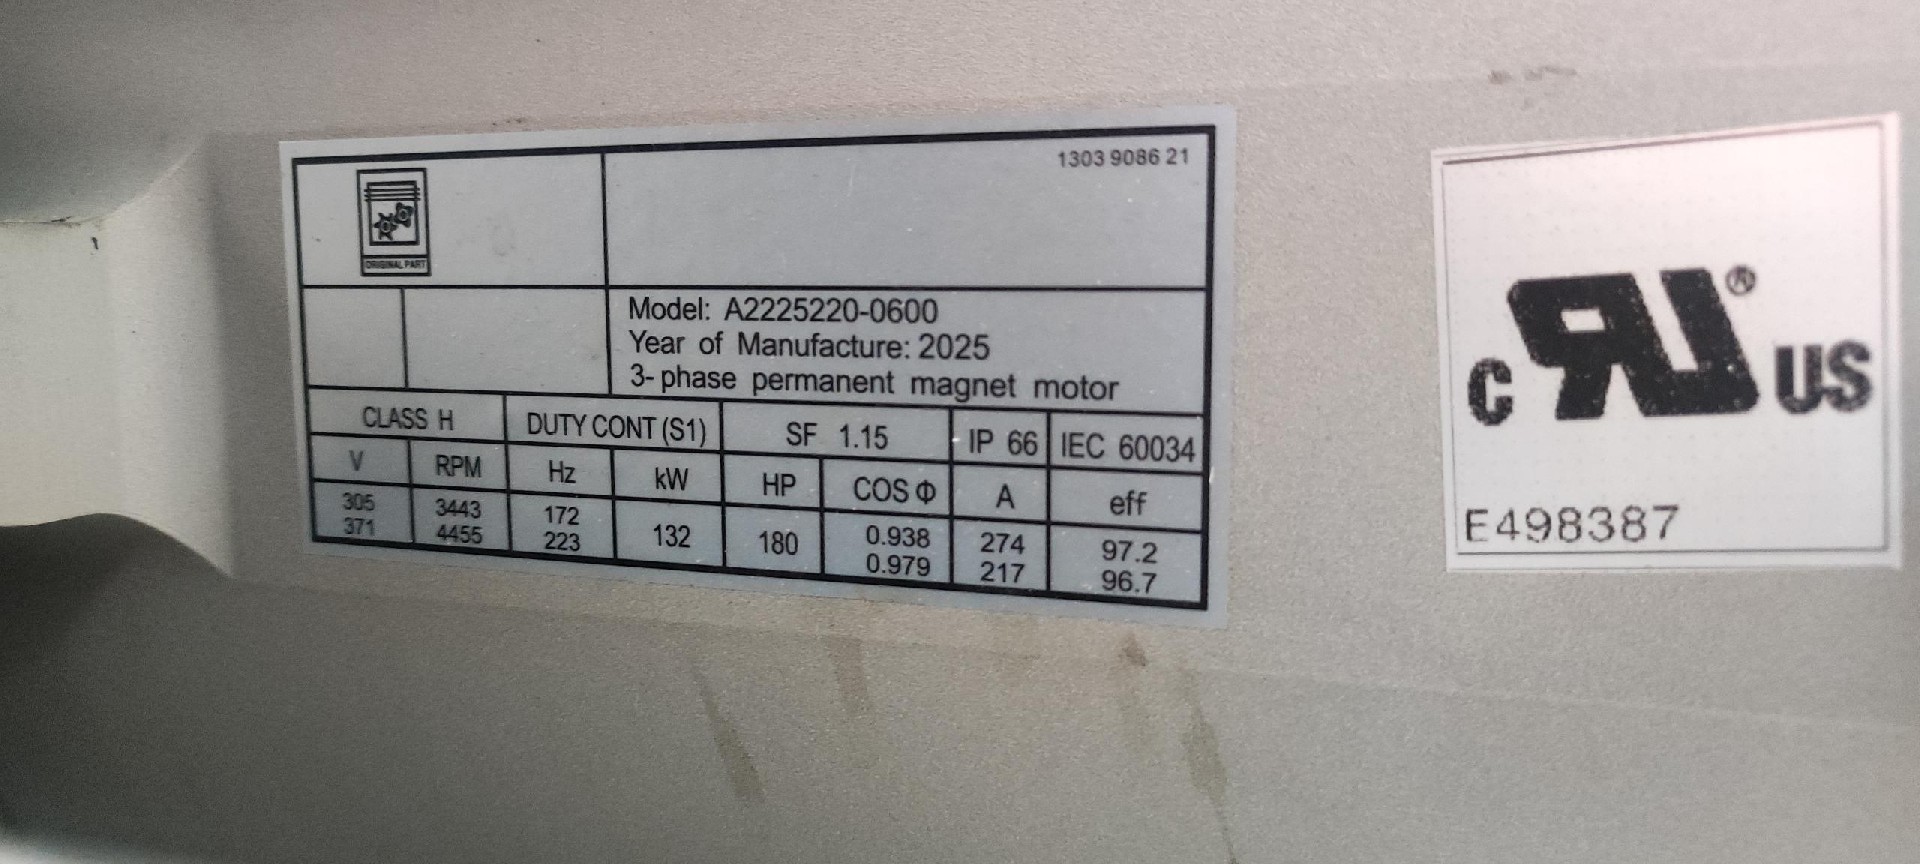 1303 9086 21
ORIGINAL PART
Model: A2225220-0600
Year of Manufacture: 2025
3-phase permanent magnet motor
CLASS H DUTY CONT (S1) SF 1.15 IP 66 IEC 60034
V RPM Hz kW HP COS Φ A eff
305 3443 172 132 180 0.938 274 97.2
371 4455 223 0.979 217 96.7
c RU ® US
E498387